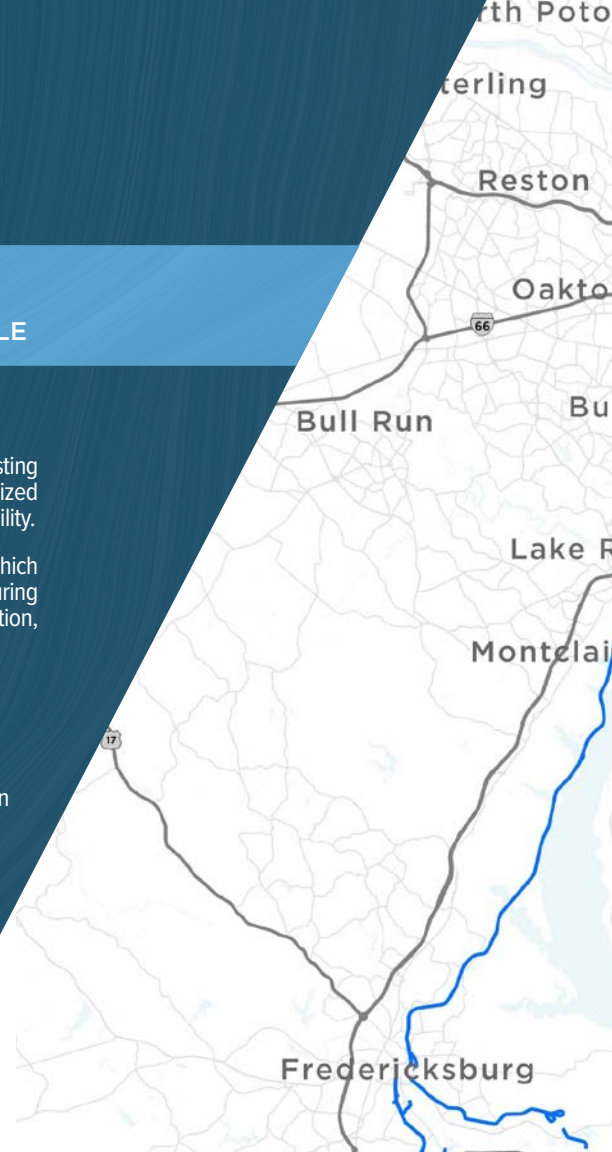 rth Poto
terling
Reston
Oakto
66
LE
Bu
Bull Run
sting
ized
ility.
Lake R
hich
uring
tion,
Montclai
17
n
Fredericksburg